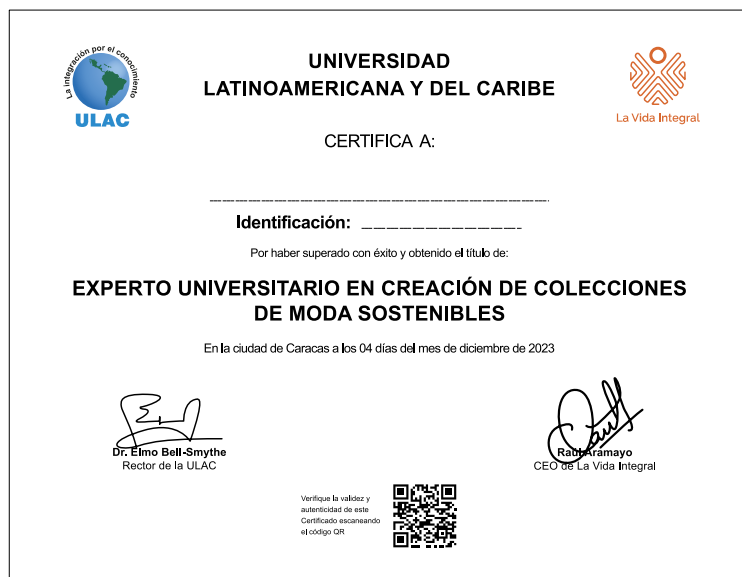 La integración por el conocimiento
ULAC
UNIVERSIDAD
LATINOAMERICANA Y DEL CARIBE
La Vida Integral
CERTIFICA A:
Identificación:
Por haber superado con éxito y obtenido el título de:
EXPERTO UNIVERSITARIO EN CREACIÓN DE COLECCIONES
DE MODA SOSTENIBLES
En la ciudad de Caracas a los 04 días del mes de diciembre de 2023
Dr. Elmo Bell-Smythe
Rector de la ULAC
Raúl Aramayo
CEO de La Vida Integral
Verifique la validez y
autenticidad de este
Certificado escaneando
el código QR